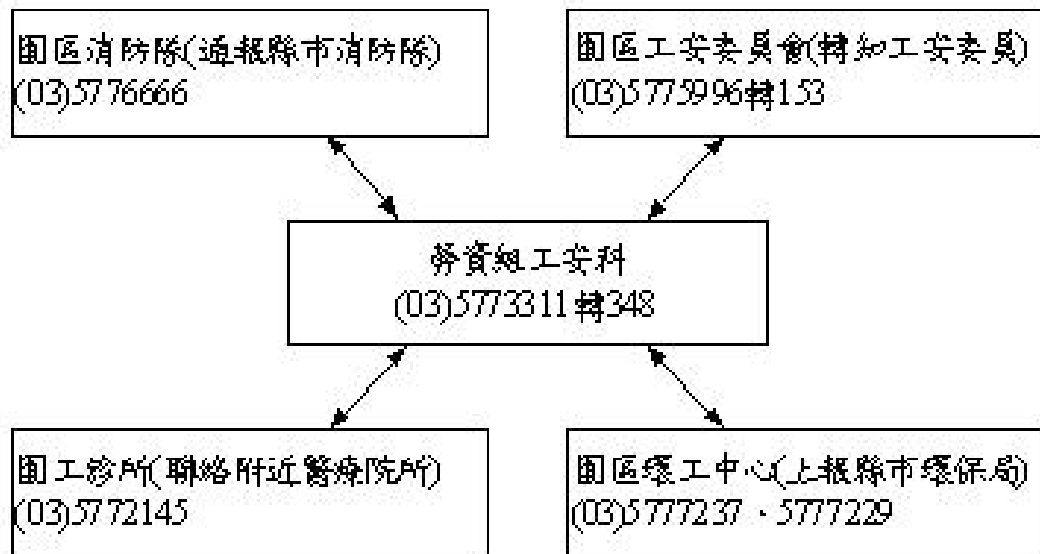 園區消防隊(通報縣市消防隊)
(03)5776666
園區工安委員會(轉知工安委員)
(03)5775996轉153
勞資組工安科
(03)5773311轉348
園工診所(聯絡附近醫療院所)
(03)5772145
園區環工中心(上報縣市環保局)
(03)5777237、5777229